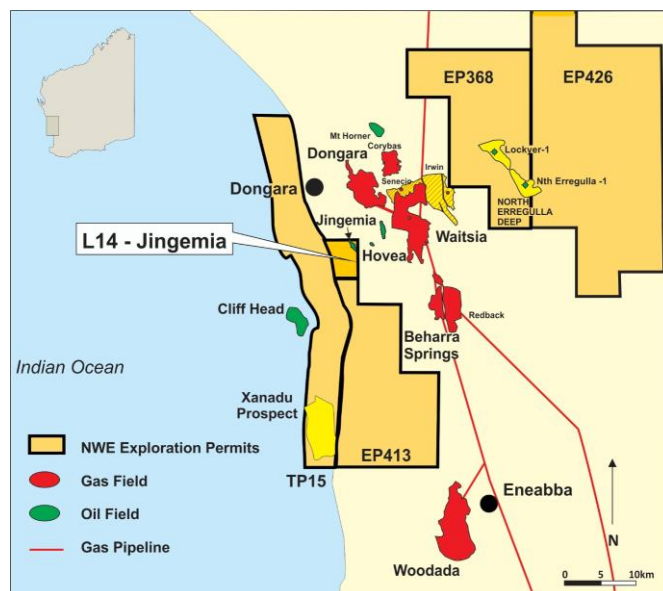 EP368
EP426
Mt Horner
Corybas
Dongara
Lockyer-1
Irwin
Senecio
Dongara
Nth Erregulla -1
NORTH
ERREGULLA
DEEP
Jingemia
Waitsia
L14 - Jingemia
Hovea
Cliff Head
Redback
Beharra
Springs
Indian Ocean
Xanadu
Prospect
NWE Exploration Permits
EP413
Gas Field
TP15
Oil Field
Eneabba
Gas Pipeline
N
Woodada
0 5 10km